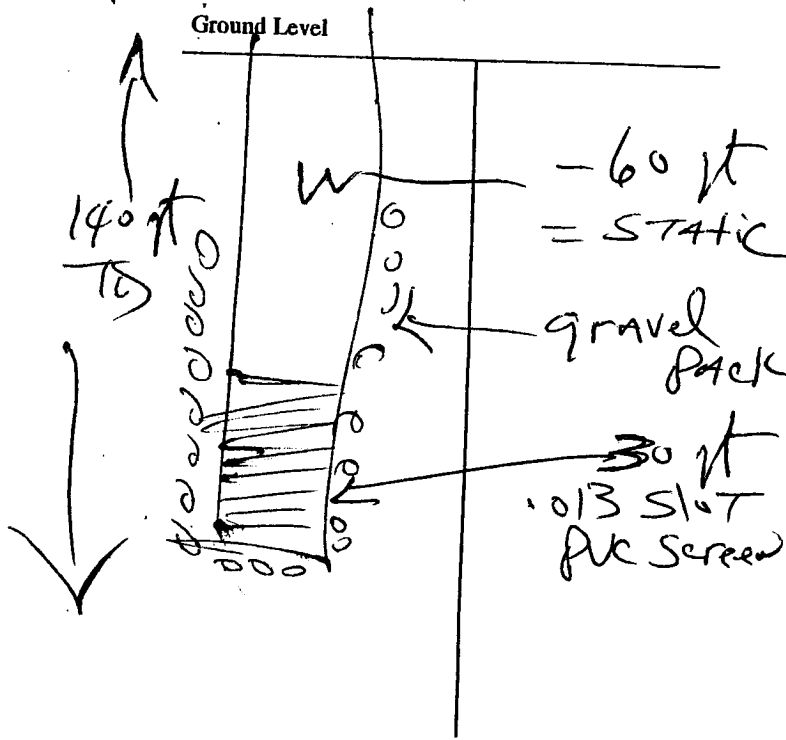 Ground Level
-60 ft
= STATIC
140 ft
TD
gravel
PACK
30 ft
.013 SLOT
PVC Screen